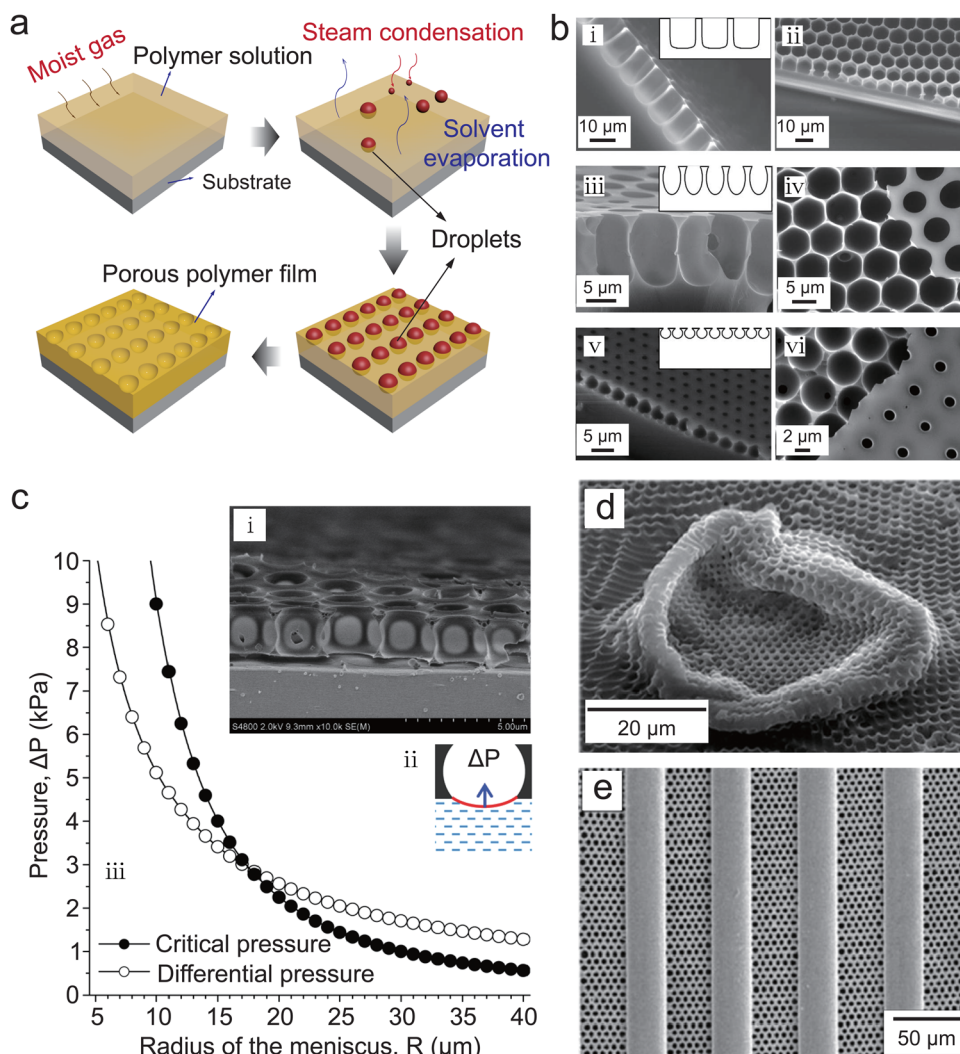 a
Moist gas
Polymer solution
Steam condensation
Solvent
evaporation
Substrate
Droplets
Porous polymer film
b
i
10 μm
ii
10 μm
iii
5 μm
iv
5 μm
v
5 μm
vi
2 μm
c
Pressure, ΔP (kPa)
10
9
8
7
6
5
4
3
2
1
0
i
S4800 2.0kV 9.3mm x10.0k SE(M)
5.00um
ii
ΔP
iii
Critical pressure
Differential pressure
5 10 15 20 25 30 35 40
Radius of the meniscus, R (μm)
d
20 μm
e
50 μm